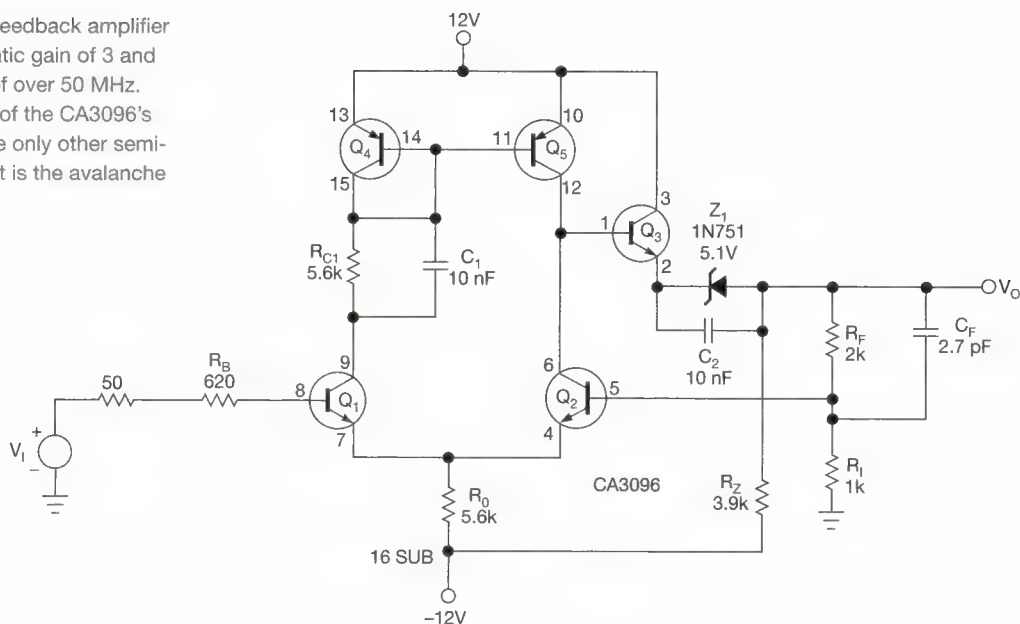 eedback amplifier
atic gain of 3 and
of over 50 MHz.
of the CA3096's
e only other semi-
t is the avalanche
12V
13
10
Q4
14
11
Q5
15
12
3
1
Q3
Z1
1N751
5.1V
2
VO
RC1
5.6k
C1
10 nF
C2
10 nF
RF
2k
CF
2.7 pF
9
6
50
RB
620
8
Q1
Q2
5
7
4
VI
+
–
R0
5.6k
CA3096
RZ
3.9k
RI
1k
16 SUB
–12V